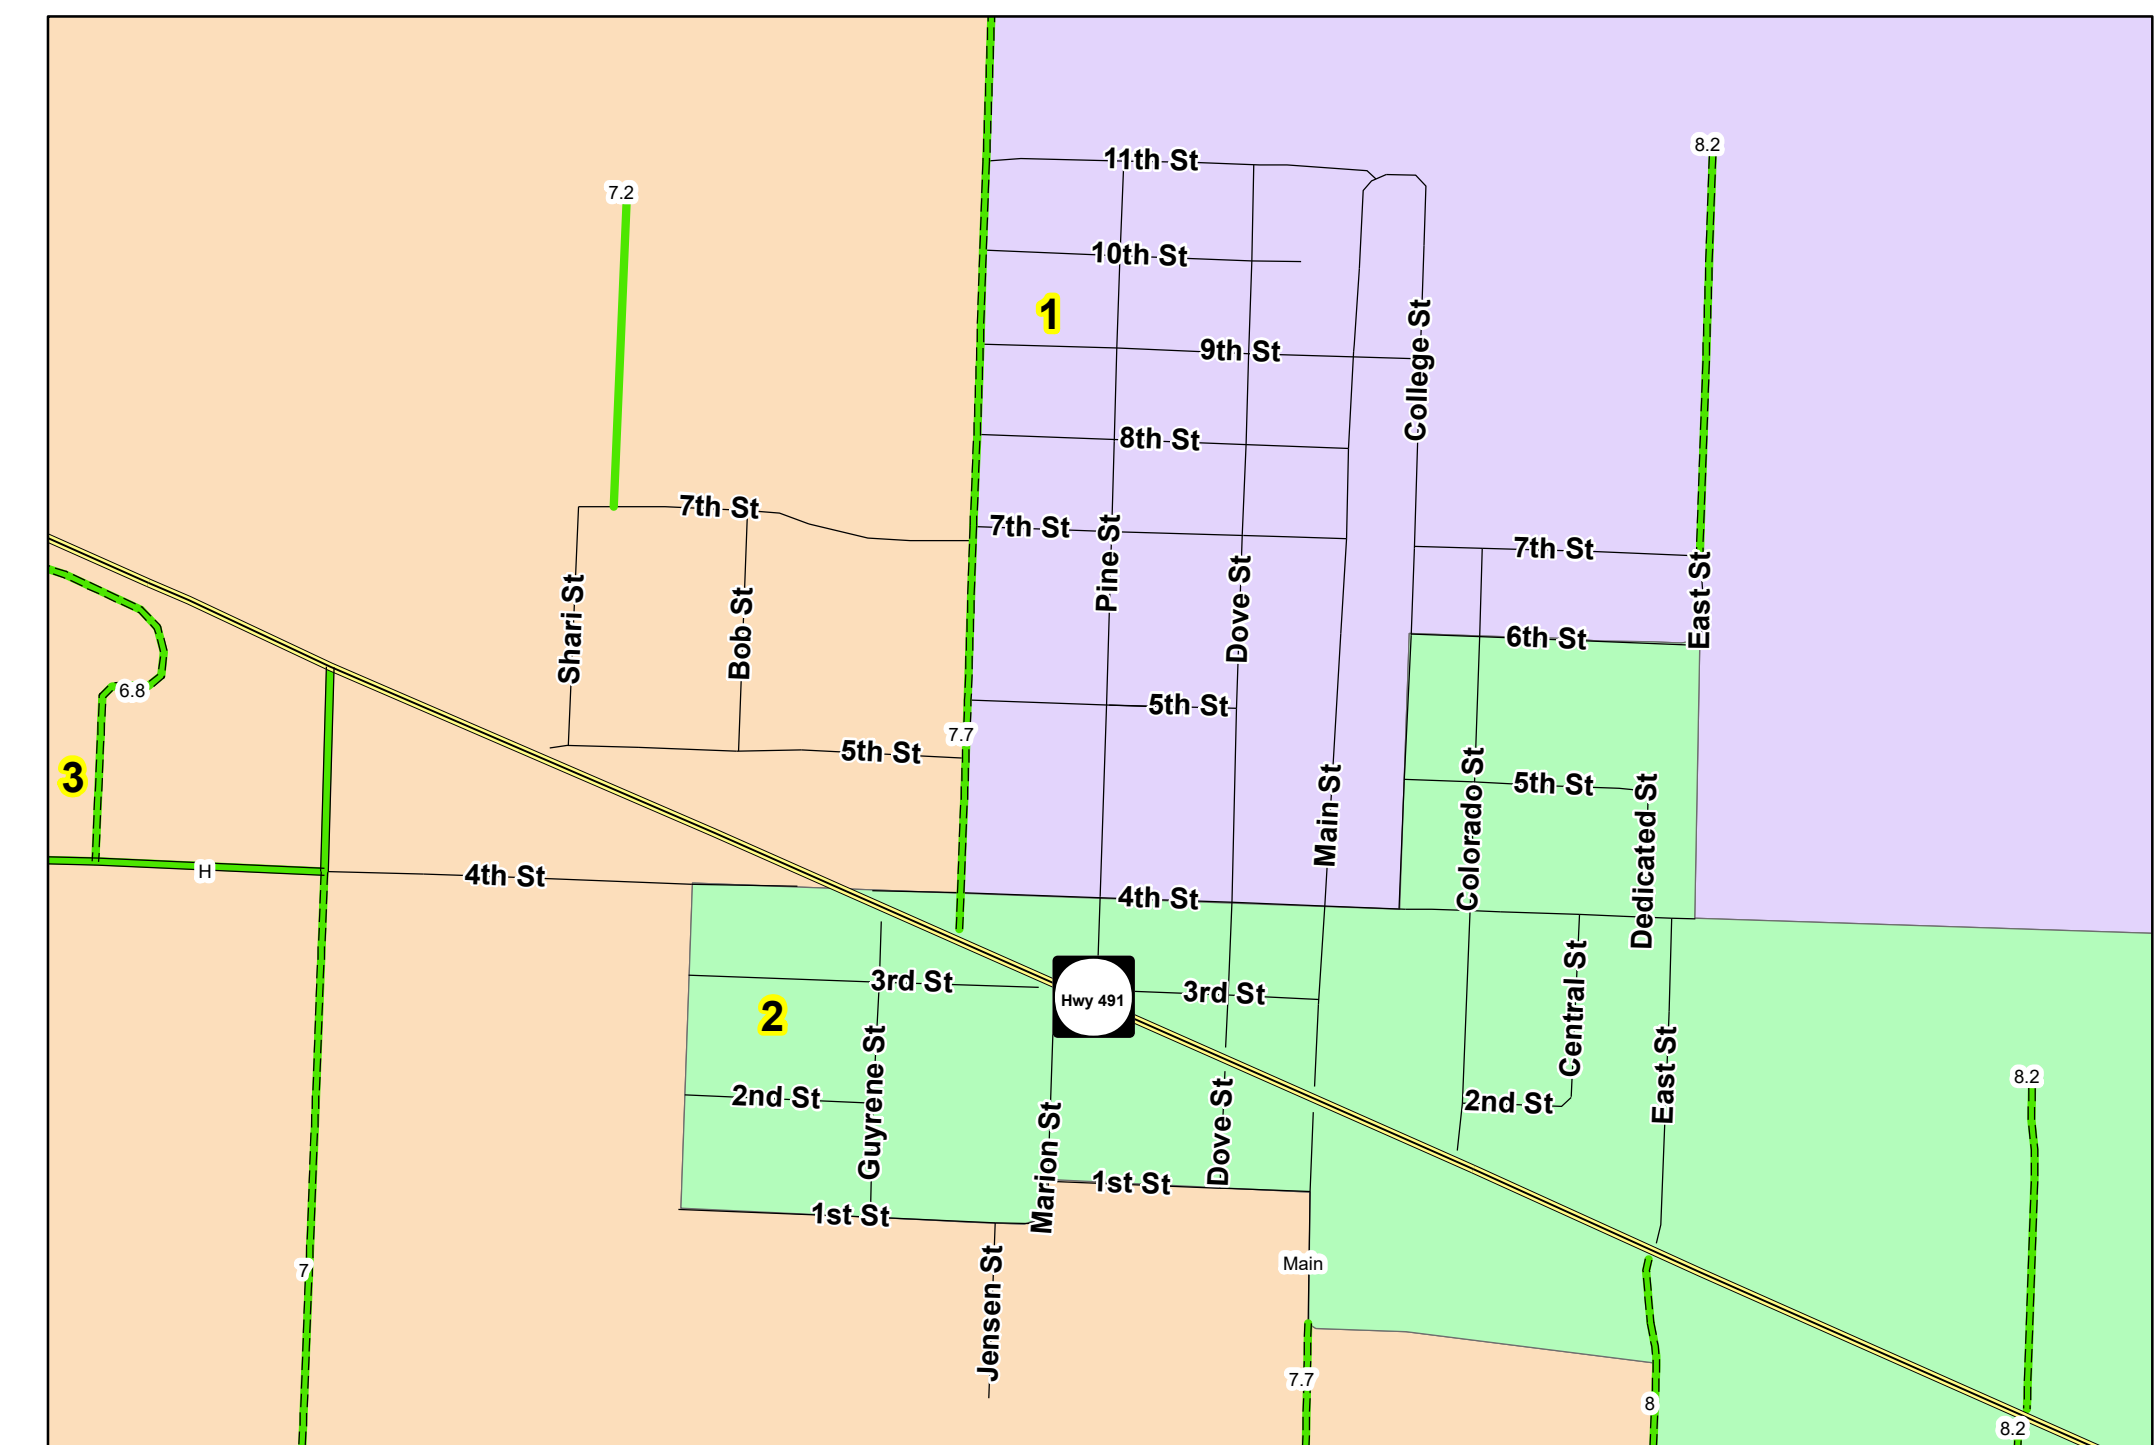 8.2
11th St
7.2
10th St
1
College St
9th St
8th St
7th St
7th St
7th St
Pine St
Dove St
East St
Shari St
Bob St
6th St
6.8
5th St
7.7
5th St
3
Main St
Colorado St
5th St
Dedicated St
H
4th St
4th St
3rd St
Hwy 491
3rd St
Central St
2
Guyrene St
2nd St
Marion St
Dove St
2nd St
East St
8.2
1st St
1st St
7
Jensen St
Main
7.7
8
8.2